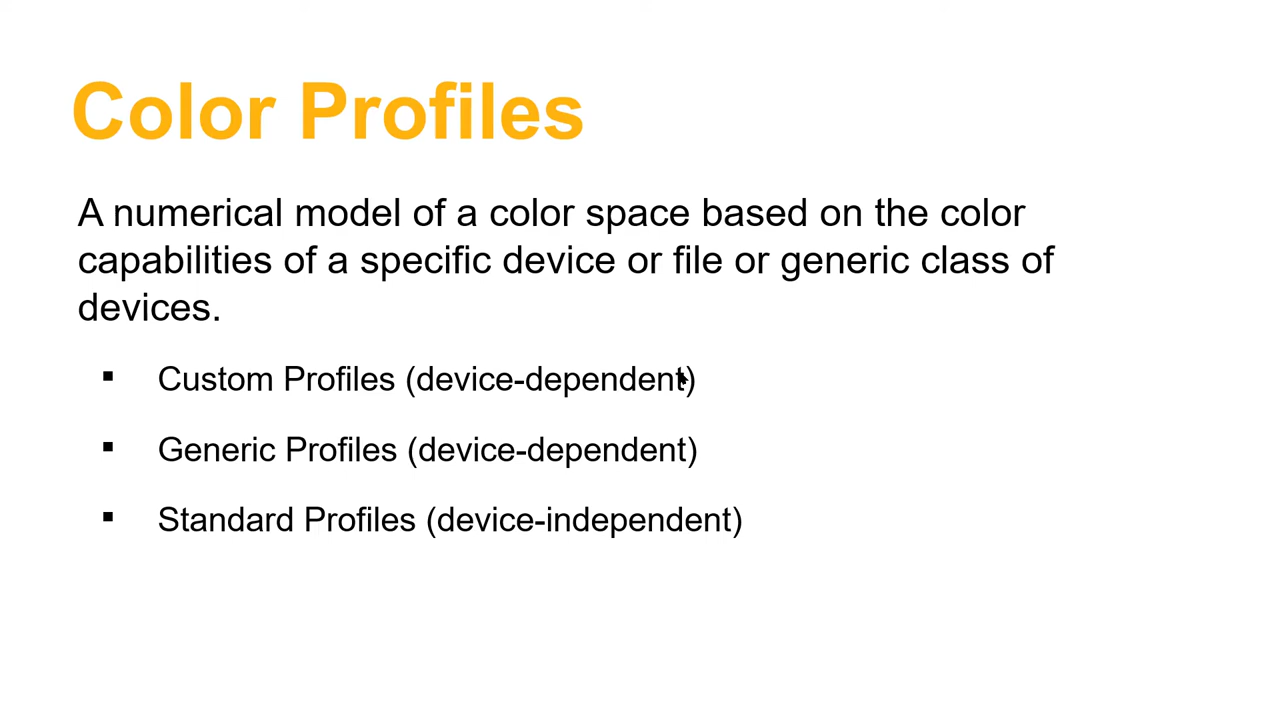 Color Profiles
A numerical model of a color space based on the color
capabilities of a specific device or file or generic class of
devices.
▪ Custom Profiles (device-dependent)
▪ Generic Profiles (device-dependent)
▪ Standard Profiles (device-independent)